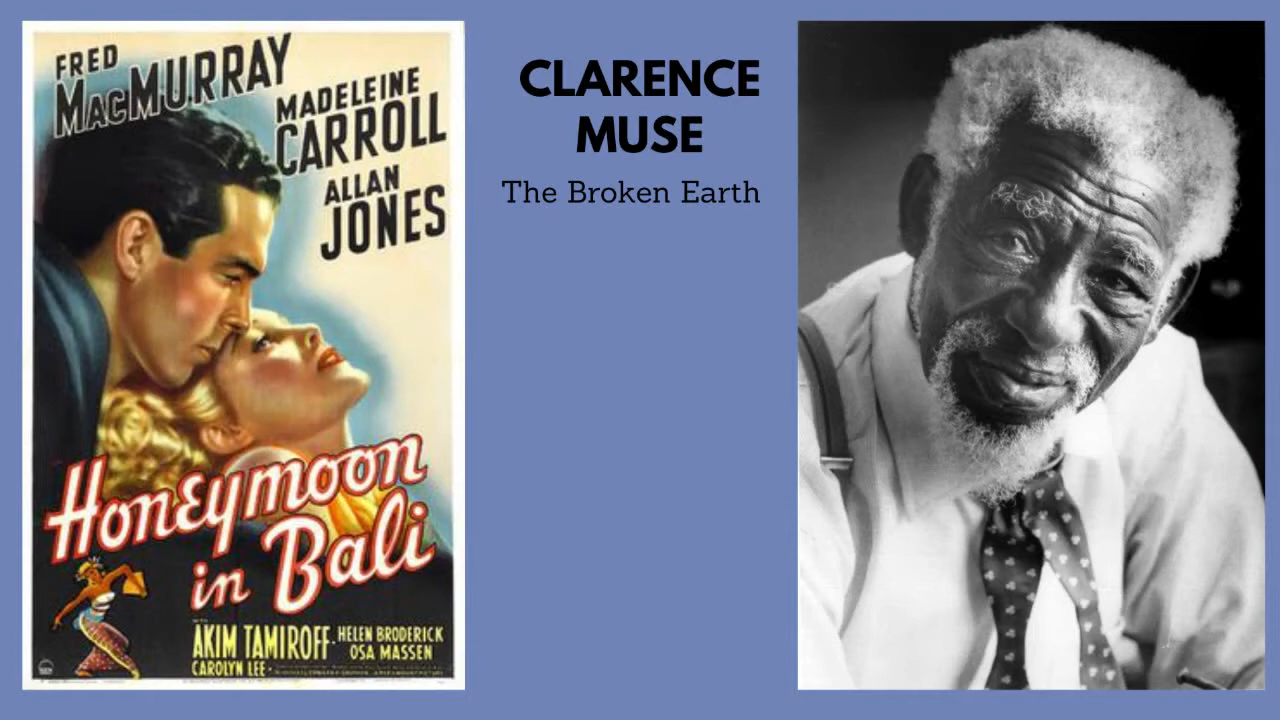 FRED
MACMURRAY
MADELEINE
CARROLL
ALLAN
JONES
Honeymoon
in Bali
WITH
AKIM TAMIROFF · HELEN BRODERICK
OSA MASSEN
CAROLYN LEE ·
CLARENCE
MUSE
The Broken Earth